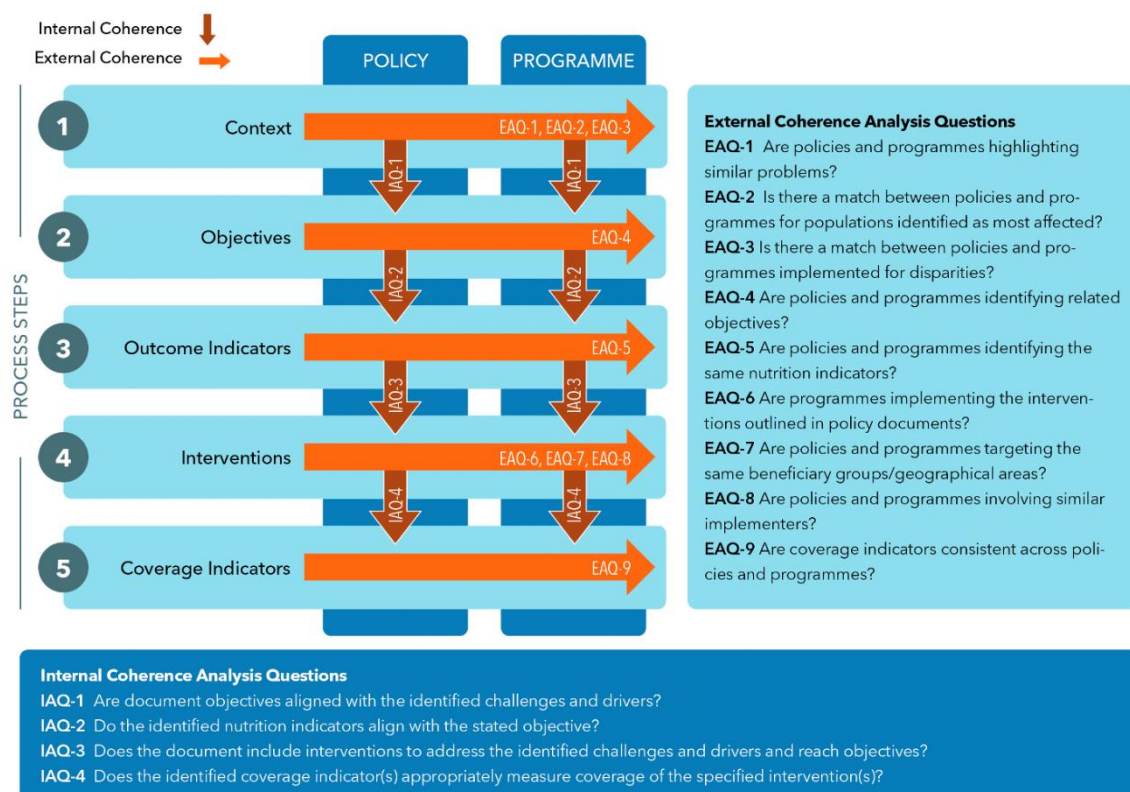 Internal Coherence
External Coherence
POLICY
PROGRAMME
PROCESS STEPS
1
Context
EAQ-1, EAQ-2, EAQ-3
IAQ-1
IAQ-1
2
Objectives
EAQ-4
IAQ-2
IAQ-2
3
Outcome Indicators
EAQ-5
IAQ-3
IAQ-3
4
Interventions
EAQ-6, EAQ-7, EAQ-8
IAQ-4
IAQ-4
5
Coverage Indicators
EAQ-9
External Coherence Analysis Questions
EAQ-1 Are policies and programmes highlighting
similar problems?
EAQ-2 Is there a match between policies and pro-
grammes for populations identified as most affected?
EAQ-3 Is there a match between policies and pro-
grammes implemented for disparities?
EAQ-4 Are policies and programmes identifying related
objectives?
EAQ-5 Are policies and programmes identifying the
same nutrition indicators?
EAQ-6 Are programmes implementing the interven-
tions outlined in policy documents?
EAQ-7 Are policies and programmes targeting the
same beneficiary groups/geographical areas?
EAQ-8 Are policies and programmes involving similar
implementers?
EAQ-9 Are coverage indicators consistent across poli-
cies and programmes?
Internal Coherence Analysis Questions
IAQ-1 Are document objectives aligned with the identified challenges and drivers?
IAQ-2 Do the identified nutrition indicators align with the stated objective?
IAQ-3 Does the document include interventions to address the identified challenges and drivers and reach objectives?
IAQ-4 Does the identified coverage indicator(s) appropriately measure coverage of the specified intervention(s)?